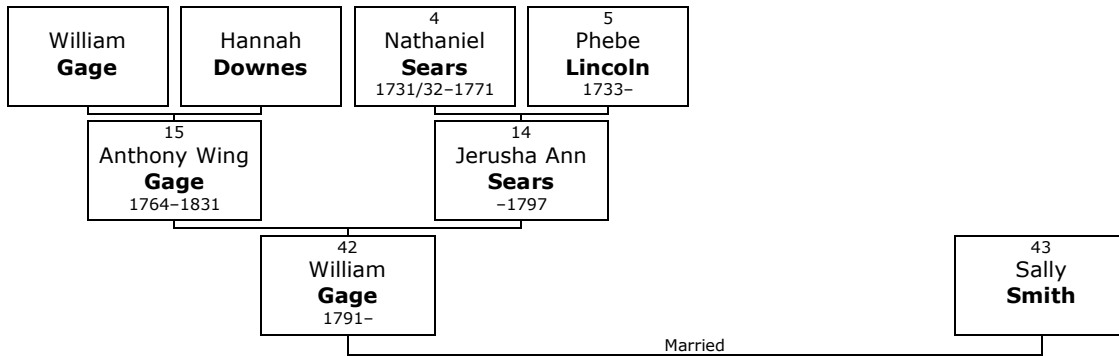 William
Gage
Hannah
Downes
4
Nathaniel
Sears
1731/32–1771
5
Phebe
Lincoln
1733–
15
Anthony Wing
Gage
1764–1831
14
Jerusha Ann
Sears
–1797
42
William
Gage
1791–
43
Sally
Smith
Married